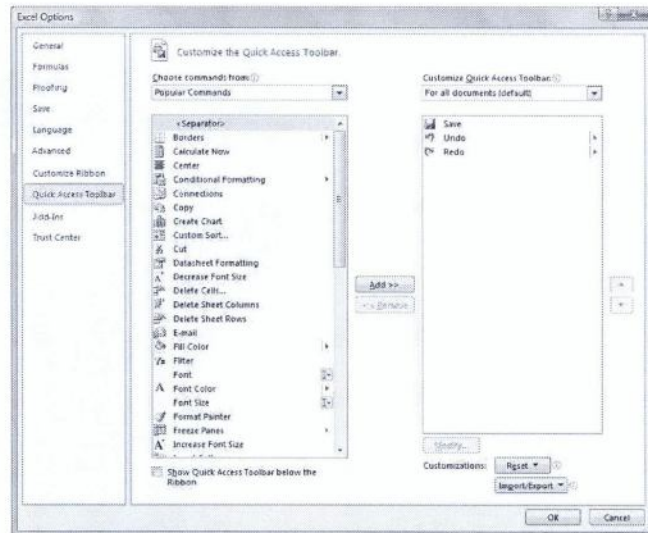 Excel Options
General
Formulas
Proofing
Save
Language
Advanced
Customize Ribbon
Quick Access Toolbar
Add-Ins
Trust Center
Customize the Quick Access Toolbar.
Choose commands from:
Popular Commands
<Separator>
Borders
Calculate Now
Center
Conditional Formatting
Connections
Copy
Create Chart
Custom Sort...
Cut
Datasheet Formatting
Decrease Font Size
Delete Cells...
Delete Sheet Columns
Delete Sheet Rows
E-mail
Fill Color
Filter
Font
Font Color
Font Size
Format Painter
Freeze Panes
Increase Font Size
Show Quick Access Toolbar below the
Ribbon
Add >>
<< Remove
Customize Quick Access Toolbar:
For all documents (default)
Save
Undo
Redo
Modify...
Customizations:
Reset
Import/Export
OK
Cancel